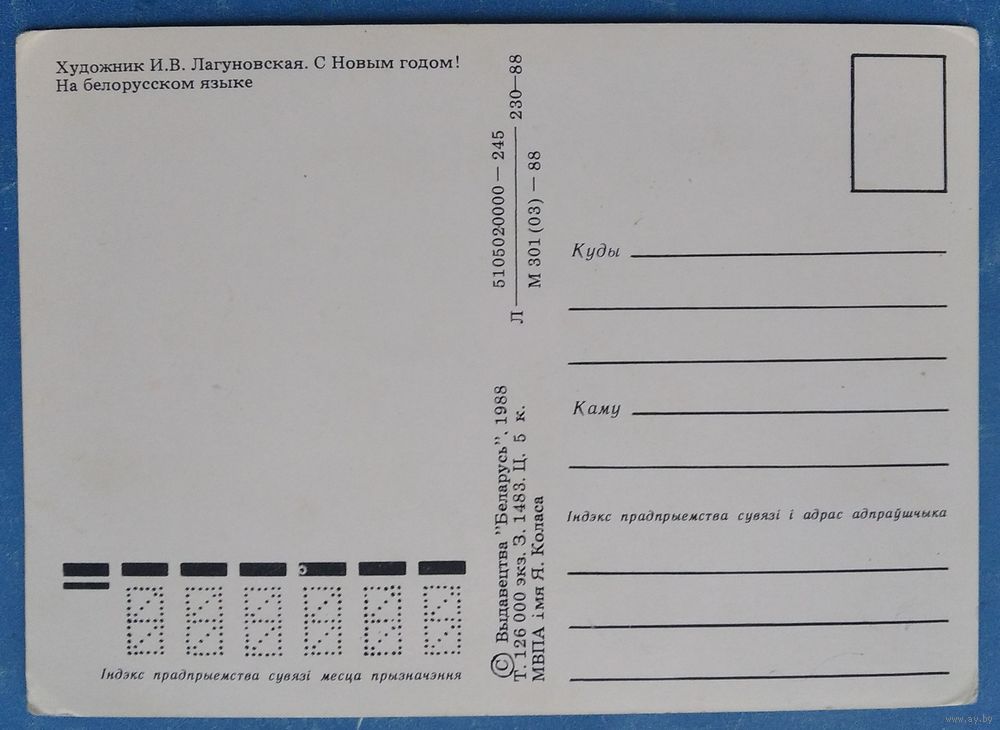 Художник И.В. Лагуновская. С Новым годом!
На белорусском языке
5105020000 — 245
Л 230—88
М 301(03) — 88
© Выдавецтва "Беларусь", 1988
Т. 126 000 экз. З. 1483. Ц. 5 к.
МВПА імя Я. Коласа
Куды
Каму
Індэкс прадпрыемства сувязі і адрас адпраўшчыка
Індэкс прадпрыемства сувязі месца прызначэння
www.ay.by